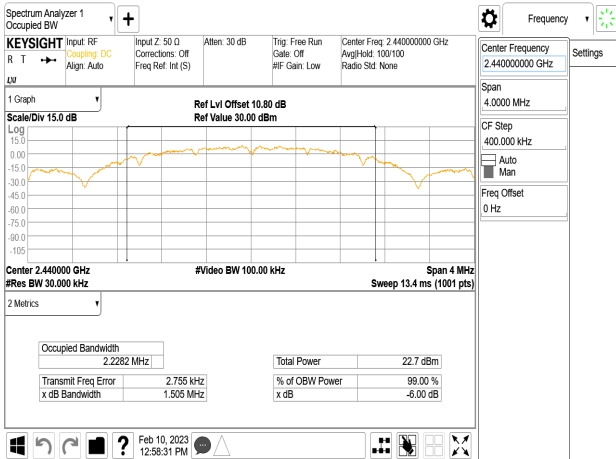 Spectrum Analyzer 1
Occupied BW
Frequency
KEYSIGHT
R T
LXI
Input: RF
Coupling: DC
Align: Auto
Input Z: 50 Ω
Corrections: Off
Freq Ref: Int (S)
Atten: 30 dB
Trig: Free Run
Gate: Off
#IF Gain: Low
Center Freq: 2.440000000 GHz
Avg|Hold: 100/100
Radio Std: None
Center Frequency
2.440000000 GHz
Settings
Span
4.0000 MHz
CF Step
400.000 kHz
Auto
Man
Freq Offset
0 Hz
1 Graph
Scale/Div 15.0 dB
Ref Lvl Offset 10.80 dB
Ref Value 30.00 dBm
Log
15.0
0.00
-15.0
-30.0
-45.0
-60.0
-75.0
-90.0
-105
Center 2.440000 GHz
#Res BW 30.000 kHz
#Video BW 100.00 kHz
Span 4 MHz
Sweep 13.4 ms (1001 pts)
2 Metrics
Occupied Bandwidth
2.2282 MHz
Total Power 22.7 dBm
Transmit Freq Error 2.755 kHz
% of OBW Power 99.00 %
x dB Bandwidth 1.505 MHz
x dB -6.00 dB
Feb 10, 2023
12:58:31 PM